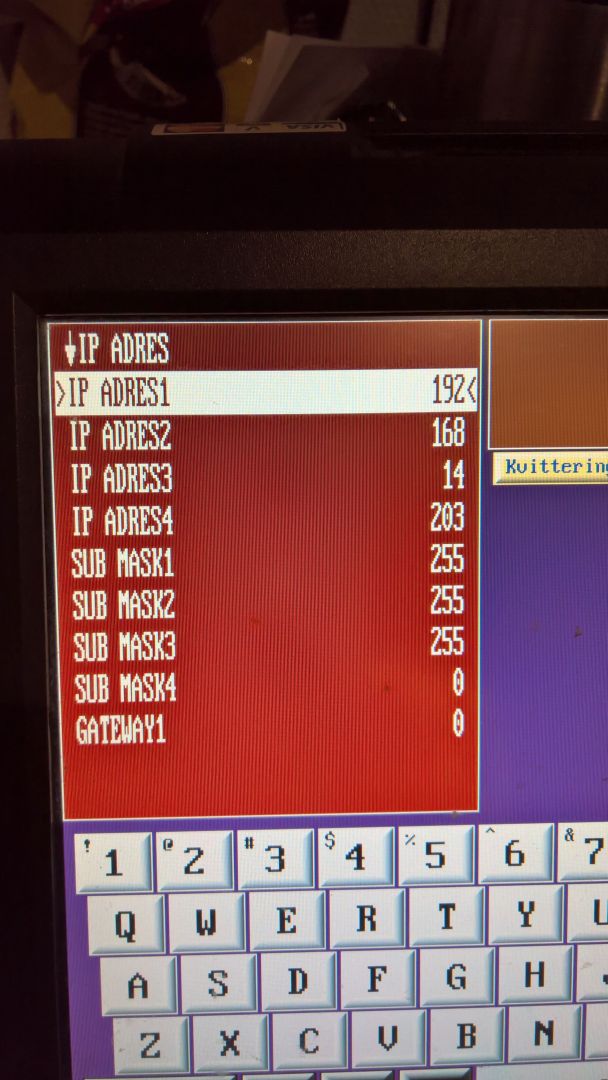 VISA
IP ADRES
>IP ADRES1 192<
IP ADRES2 168
IP ADRES3 14
IP ADRES4 203
SUB MASK1 255
SUB MASK2 255
SUB MASK3 255
SUB MASK4 0
GATEWAY1 0
Kvittering
! 1 @ 2 # 3 $ 4 % 5 ^ 6 & 7
Q W E R T Y U
A S D F G H
Z X C V B N